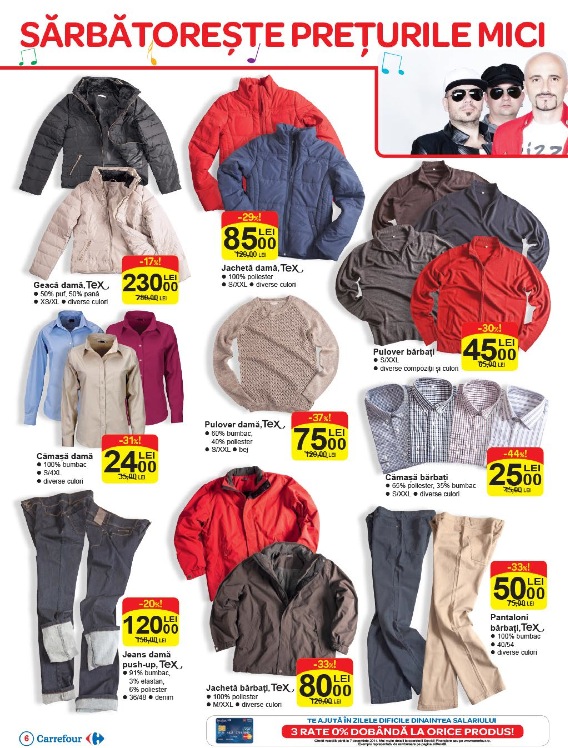 SĂRBĂTOREȘTE PREȚURILE MICI
-17%!
230 LEI 00
Geacă damă, TEX
• 50% puf, 50% pană
• XS/XL • diverse culori
-29%!
85 LEI 00
120,00 LEI
Jachetă damă, TEX
• 100% poliester
• S/XXL • diverse culori
-30%!
45 LEI 00
65,00 LEI
Pulover bărbați
• S/XXL
• diverse compoziții și culori
-31%!
24 LEI 00
35,00 LEI
Cămașă damă
• 100% bumbac
• S/4XL
• diverse culori
-37%!
75 LEI 00
120,00 LEI
Pulover damă, TEX
• 60% bumbac,
40% poliester
• S/XXL • bej
-44%!
25 LEI 00
45,00 LEI
Cămașă bărbați
• 65% poliester, 35% bumbac
• S/XXL • diverse culori
-20%!
120 LEI 00
150,00 LEI
Jeans damă
push-up, TEX
• 91% bumbac,
3% elastan,
6% poliester
• 36/48 • denim
-33%!
80 LEI 00
120,00 LEI
Jachetă bărbați, TEX
• 100% poliester
• M/XXL • diverse culori
-33%!
50 LEI 00
75,00 LEI
Pantaloni
bărbați, TEX
• 100% bumbac
• 40/54
• diverse culori
6 Carrefour
TE AJUTĂ ÎN ZILELE DIFICILE DINAINTEA SALARIULUI
3 RATE 0% DOBÂNDĂ LA ORICE PRODUS!